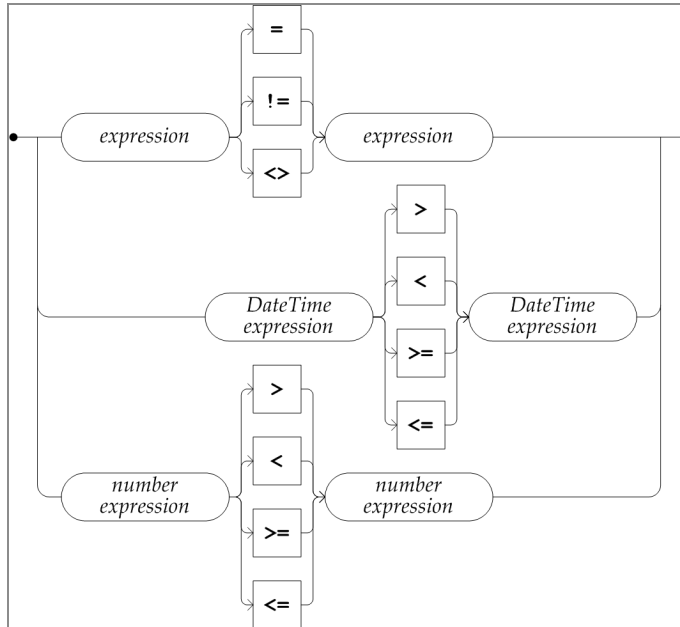 =
!=
expression
expression
<>
>
<
DateTime
expression
DateTime
expression
>=
<=
>
<
number
expression
number
expression
>=
<=